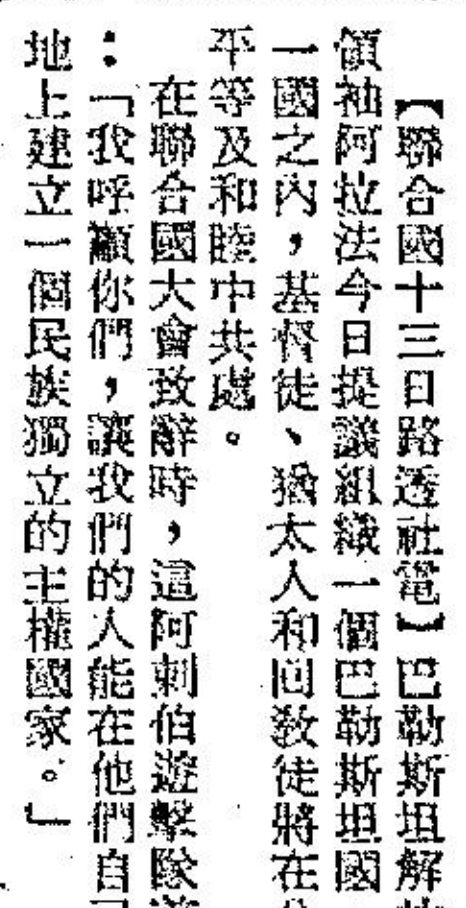 【聯合國十三日路透社電】巴勒斯坦解
領袖阿拉法今日提議組織一個巴勒斯坦國
一國之內，基督徒、猶太人和回教徒將在
平等及和睦中共處。
在聯合國大會致辭時，這阿剌伯遊擊隊
：「我呼籲你們，讓我們的人能在他們自
地上建立一個民族獨立的主權國家。」